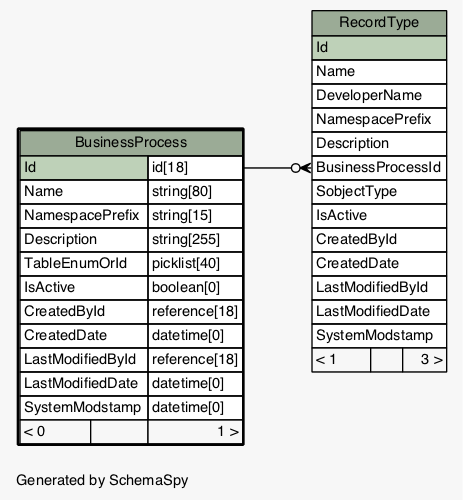 RecordType
Id
Name
DeveloperName
NamespacePrefix
Description
BusinessProcessId
SobjectType
IsActive
CreatedById
CreatedDate
LastModifiedById
LastModifiedDate
SystemModstamp
< 1 3 >
BusinessProcess
Id id[18]
Name string[80]
NamespacePrefix string[15]
Description string[255]
TableEnumOrId picklist[40]
IsActive boolean[0]
CreatedById reference[18]
CreatedDate datetime[0]
LastModifiedById reference[18]
LastModifiedDate datetime[0]
SystemModstamp datetime[0]
< 0 1 >
Generated by SchemaSpy